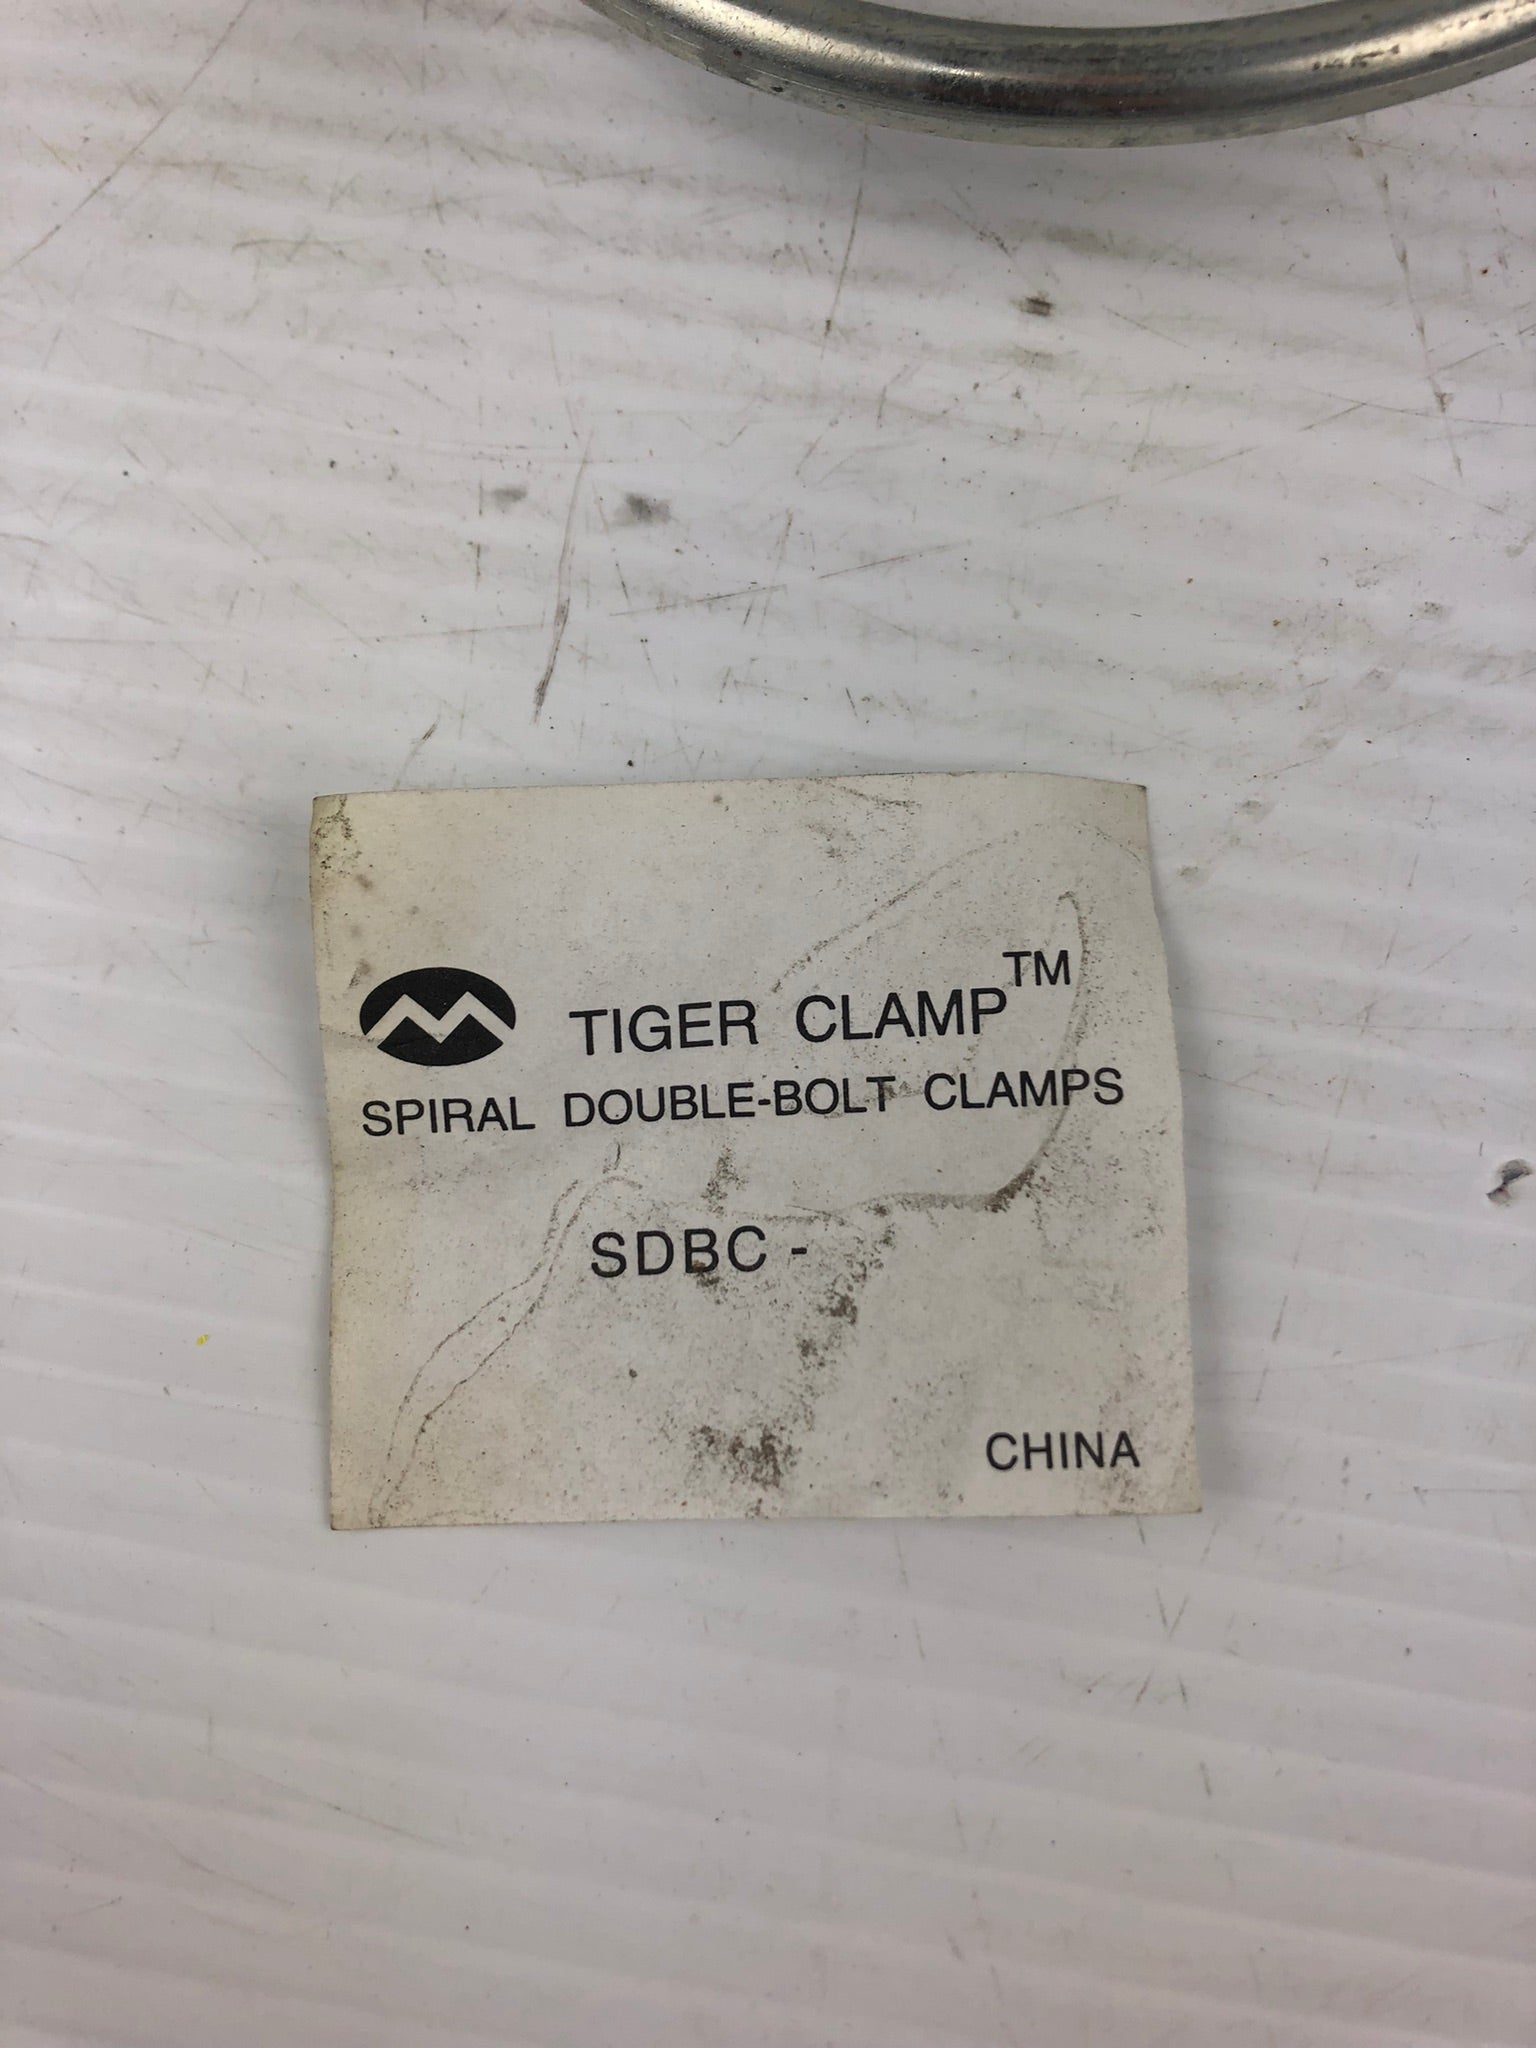 TIGER CLAMP™
SPIRAL DOUBLE-BOLT CLAMPS
SDBC -
CHINA